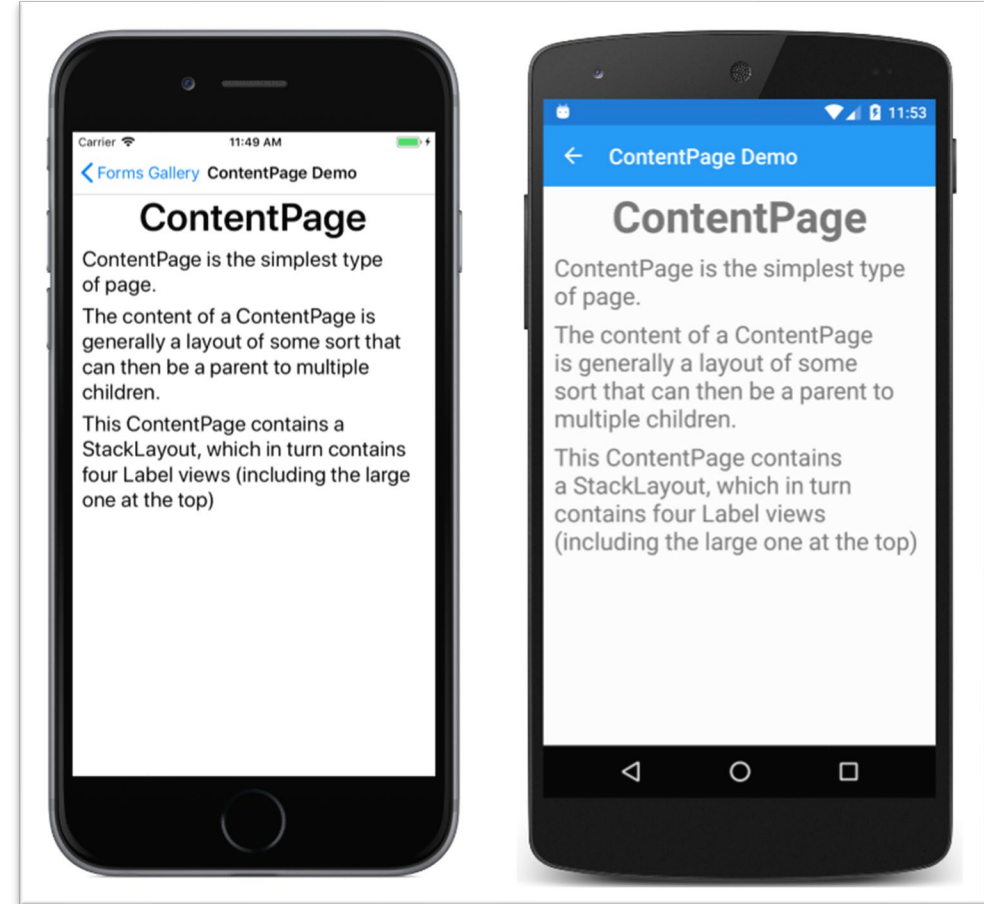 Carrier 11:49 AM
Forms Gallery ContentPage Demo
ContentPage
ContentPage is the simplest type
of page.
The content of a ContentPage is
generally a layout of some sort that
can then be a parent to multiple
children.
This ContentPage contains a
StackLayout, which in turn contains
four Label views (including the large
one at the top)
11:53
ContentPage Demo
ContentPage
ContentPage is the simplest type
of page.
The content of a ContentPage
is generally a layout of some
sort that can then be a parent to
multiple children.
This ContentPage contains
a StackLayout, which in turn
contains four Label views
(including the large one at the top)